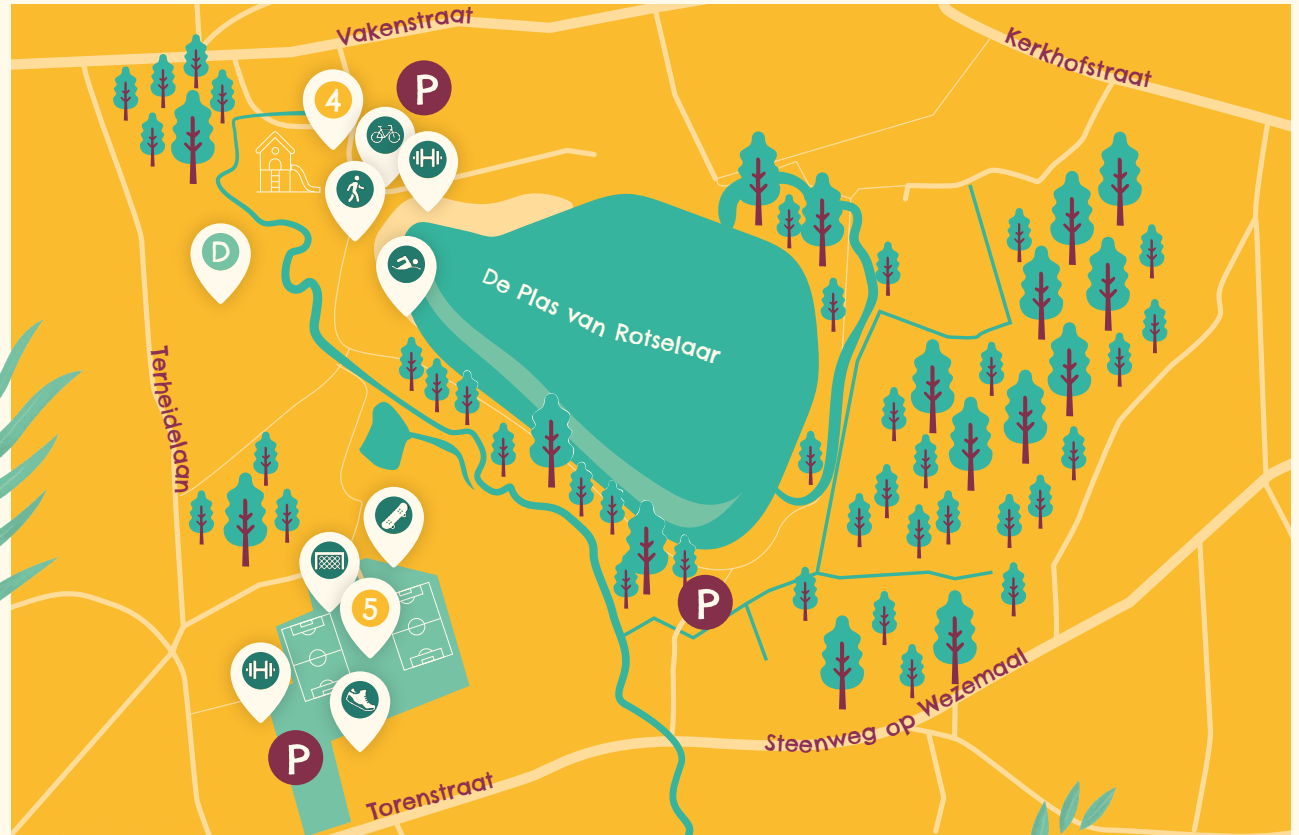 Vakenstraat
Kerkhofstraat
P
4
D
De Plas van Rotselaar
Terheidelaan
5
P
P
Steenweg op Wezemaal
Torenstraat